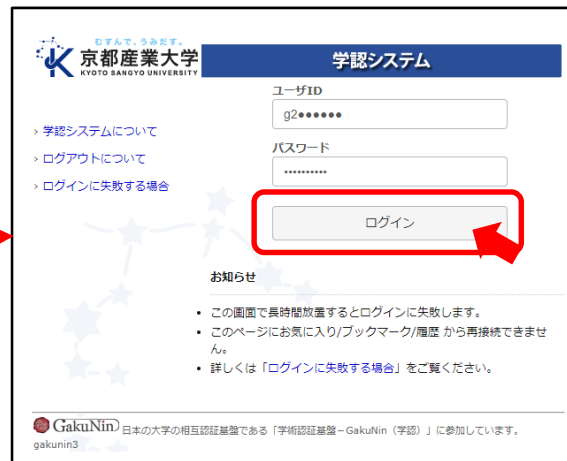 むすんで、うみだす。
京都産業大学
KYOTO SANGYO UNIVERSITY
学認システム
ユーザID
g2●●●●●●
› 学認システムについて
パスワード
› ログアウトについて
••••••••••
› ログインに失敗する場合
ログイン
お知らせ
• この画面で長時間放置するとログインに失敗します。
• このページにお気に入り/ブックマーク/履歴 から再接続できませ
ん。
• 詳しくは「ログインに失敗する場合」をご覧ください。
GakuNin 日本の大学の相互認証基盤である「学術認証基盤－GakuNin（学認）」に参加しています。
gakunin3